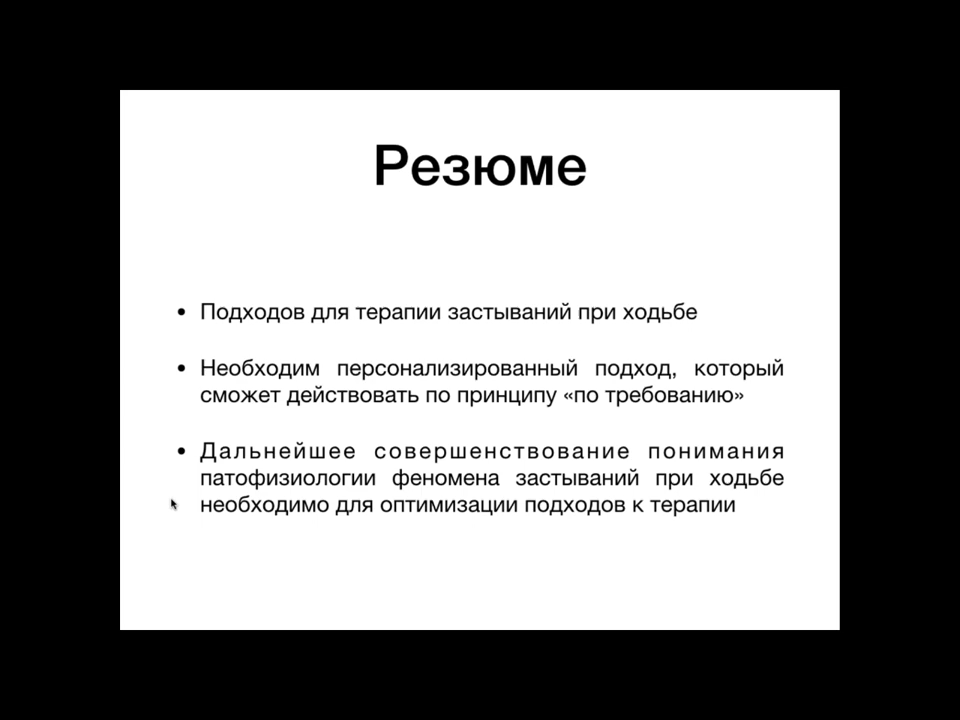 Резюме
• Подходов для терапии застываний при ходьбе
• Необходим персонализированный подход, который
сможет действовать по принципу «по требованию»
• Дальнейшее совершенствование понимания
патофизиологии феномена застываний при ходьбе
необходимо для оптимизации подходов к терапии